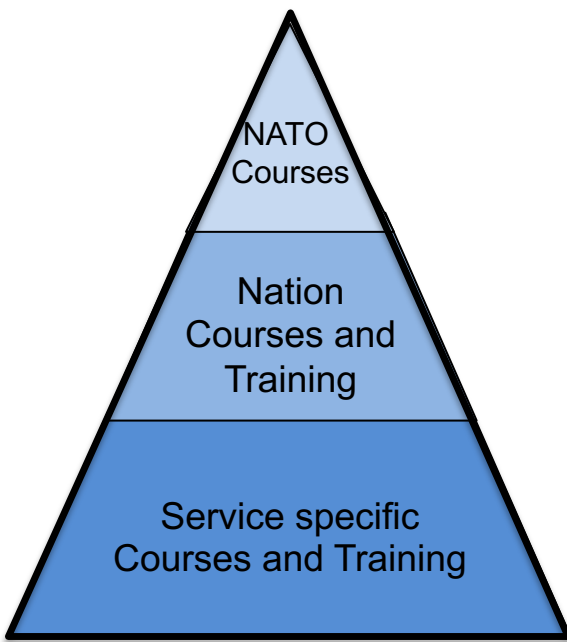 NATO
Courses
Nation
Courses and
Training
Service specific
Courses and Training